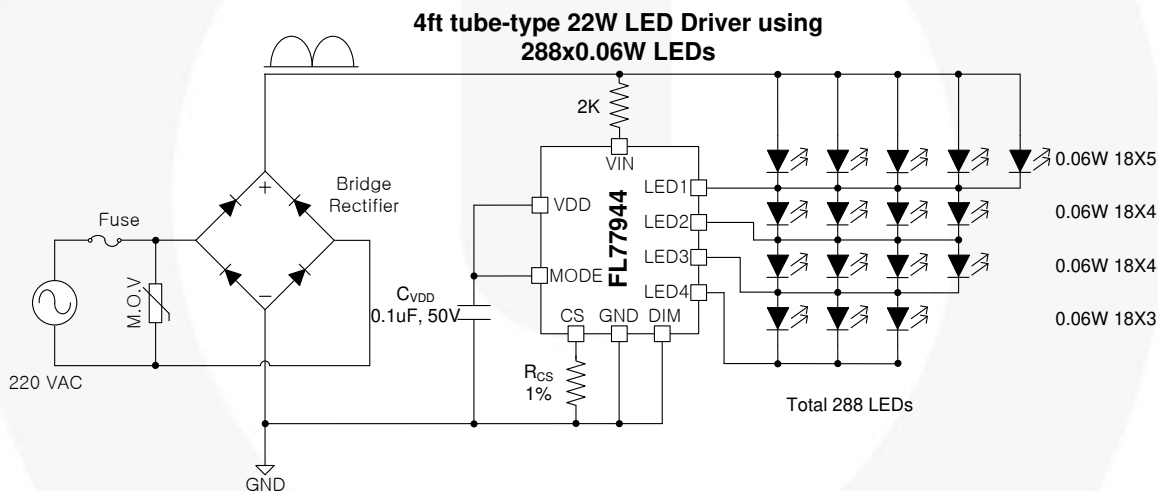 4ft tube-type 22W LED Driver using
288x0.06W LEDs
2K
VIN
VDD
MODE
FL77944
LED1
LED2
LED3
LED4
CS
GND
DIM
0.06W 18X5
0.06W 18X4
0.06W 18X4
0.06W 18X3
Total 288 LEDs
Bridge
Rectifier
+
−
Fuse
M.O.V
220 VAC
CVDD
0.1uF, 50V
RCS
1%
GND